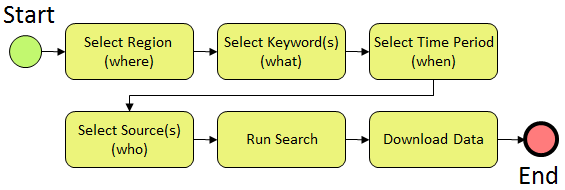 Start
Select Region
(where)
Select Keyword(s)
(what)
Select Time Period
(when)
Select Source(s)
(who)
Run Search
Download Data
End